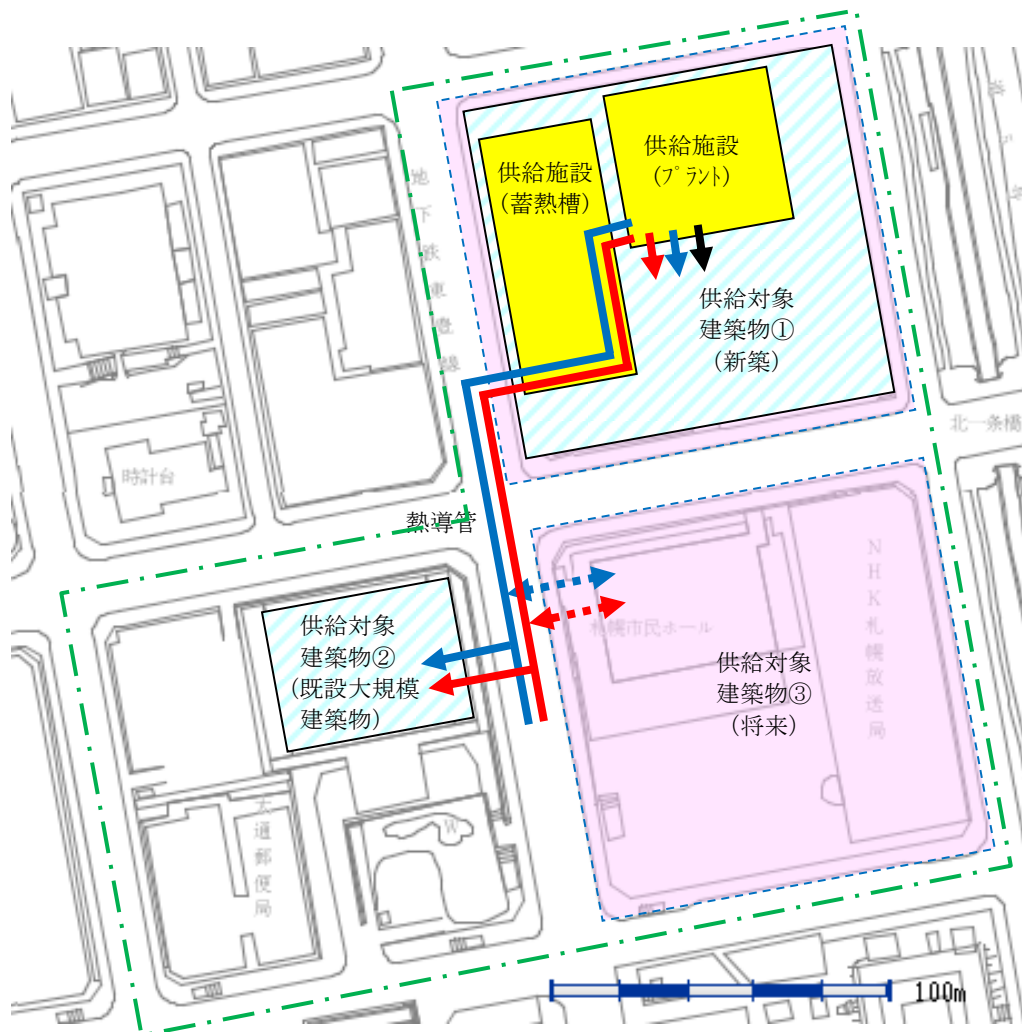 供給施設
(プラント)
供給施設
(蓄熱槽)
地下鉄東豊線
供給対象
建築物①
(新築)
北一条橋
時計台
熱導管
供給対象
建築物②
(既設大規模
建築物)
札幌市民ホール
NHK札幌放送局
供給対象
建築物③
(将来)
大通郵便局
W
100m